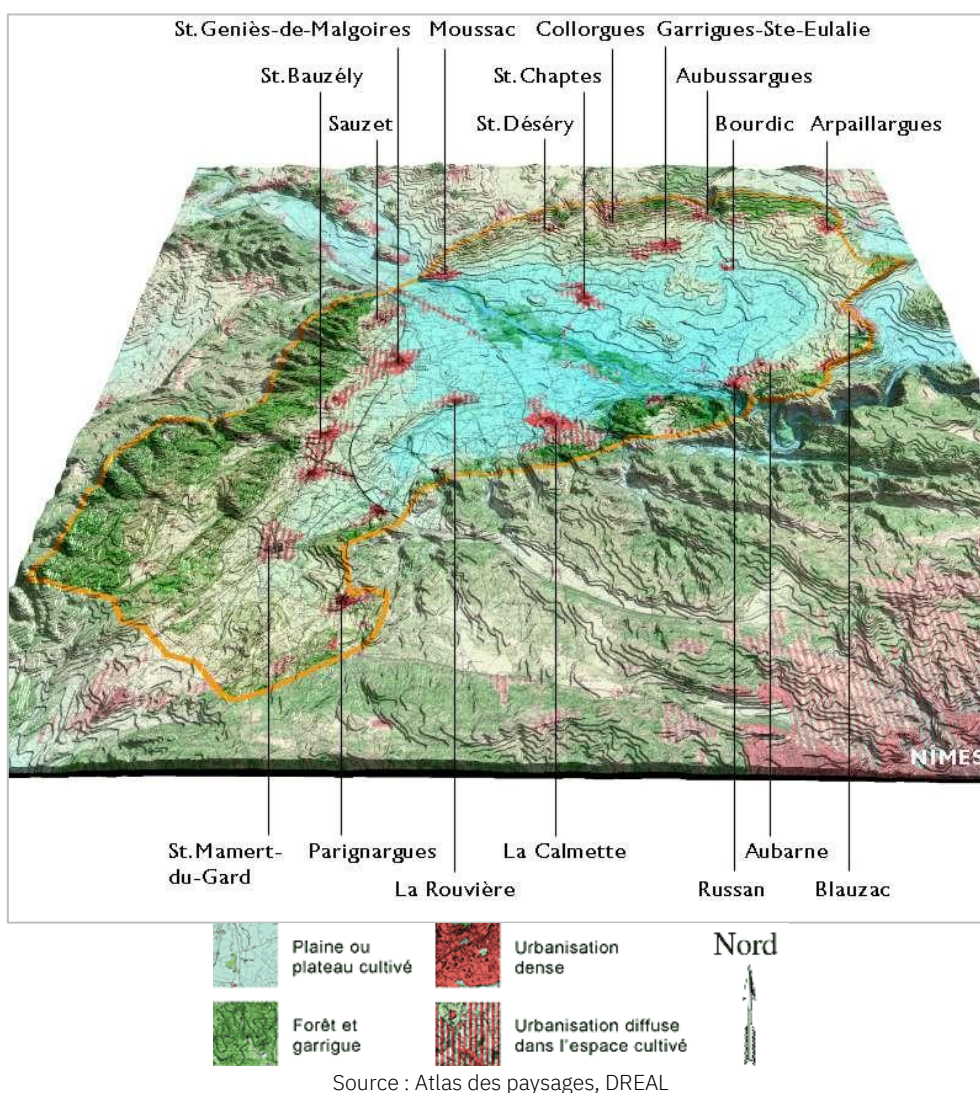 St.Geniès-de-Malgoires Moussac Collorgues Garrigues-Ste-Eulalie
St.Bauzély St.Chaptes Aubussargues
Sauzet St.Déséry Bourdic Arpaillargues
NÎMES
St.Mamert-
du-Gard
Parignargues La Calmette Aubarne
La Rouvière Russan Blauzac
Plaine ou
plateau cultivé
Urbanisation
dense
Nord
Forêt et
garrigue
Urbanisation diffuse
dans l'espace cultivé
Source : Atlas des paysages, DREAL